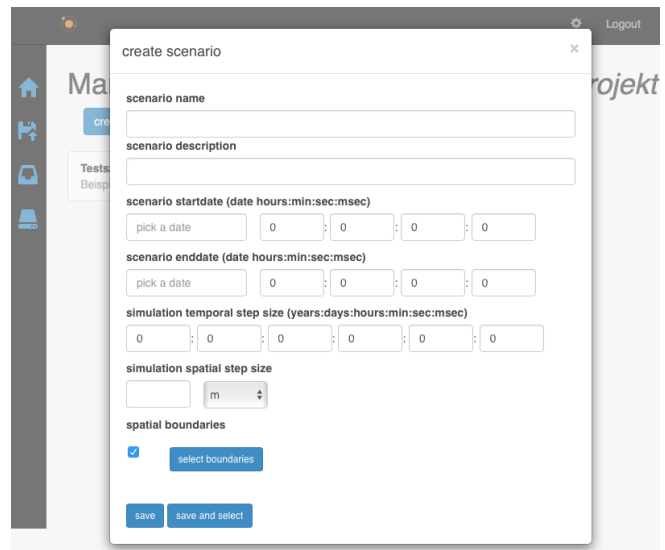 Logout
create scenario ×
Ma rojekt
scenario name
cre
scenario description
Tests
Beispi
scenario startdate (date hours:min:sec:msec)
pick a date 0 : 0 : 0 : 0
scenario enddate (date hours:min:sec:msec)
pick a date 0 : 0 : 0 : 0
simulation temporal step size (years:days:hours:min:sec:msec)
0 : 0 : 0 : 0 : 0 : 0
simulation spatial step size
m
spatial boundaries
select boundaries
save save and select